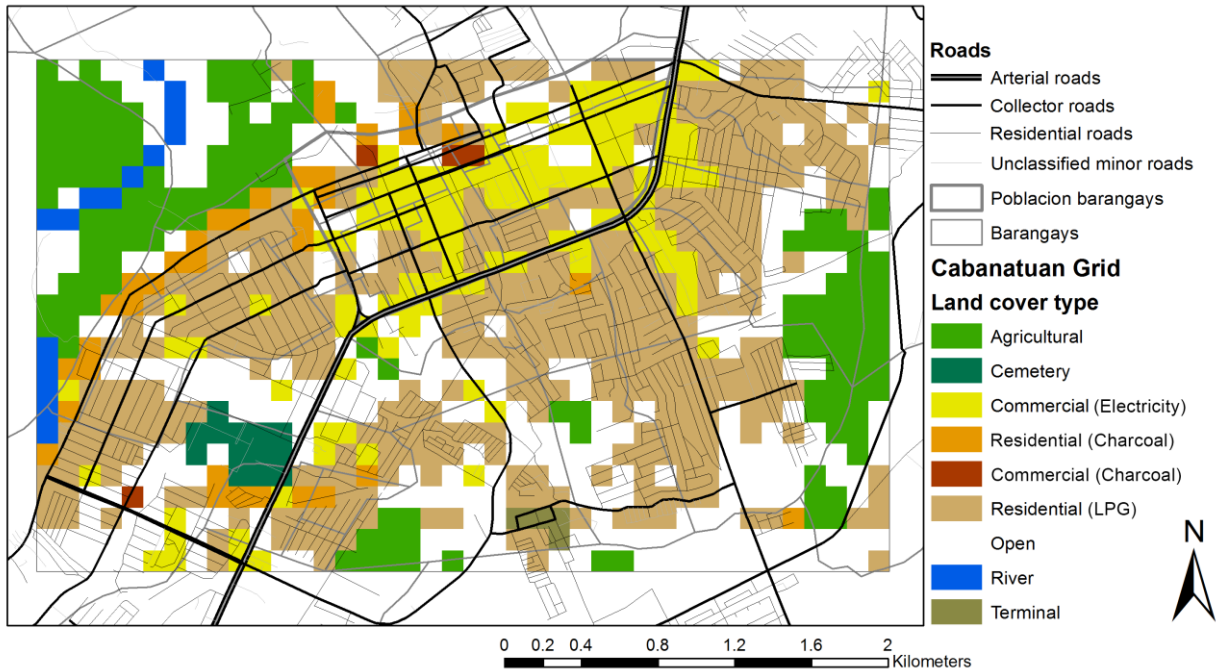 Roads
Arterial roads
Collector roads
Residential roads
Unclassified minor roads
Poblacion barangays
Barangays
Cabanatuan Grid
Land cover type
Agricultural
Cemetery
Commercial (Electricity)
Residential (Charcoal)
Commercial (Charcoal)
Residential (LPG)
Open
River
Terminal
N
0 0.2 0.4 0.8 1.2 1.6 2
Kilometers